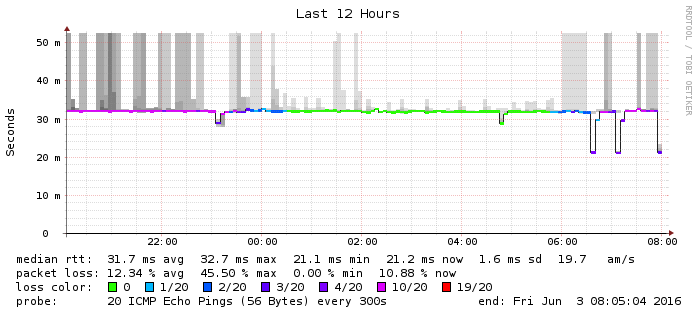 Last 12 Hours
RRDTOOL / TOBI OETIKER
Seconds
50 m
40 m
30 m
20 m
10 m
0
22:00 00:00 02:00 04:00 06:00 08:00
median rtt: 31.7 ms avg 32.7 ms max 21.1 ms min 21.2 ms now 1.6 ms sd 19.7 am/s
packet loss: 12.34 % avg 45.50 % max 0.00 % min 10.88 % now
loss color: 0 1/20 2/20 3/20 4/20 10/20 19/20
probe: 20 ICMP Echo Pings (56 Bytes) every 300s end: Fri Jun 3 08:05:04 2016